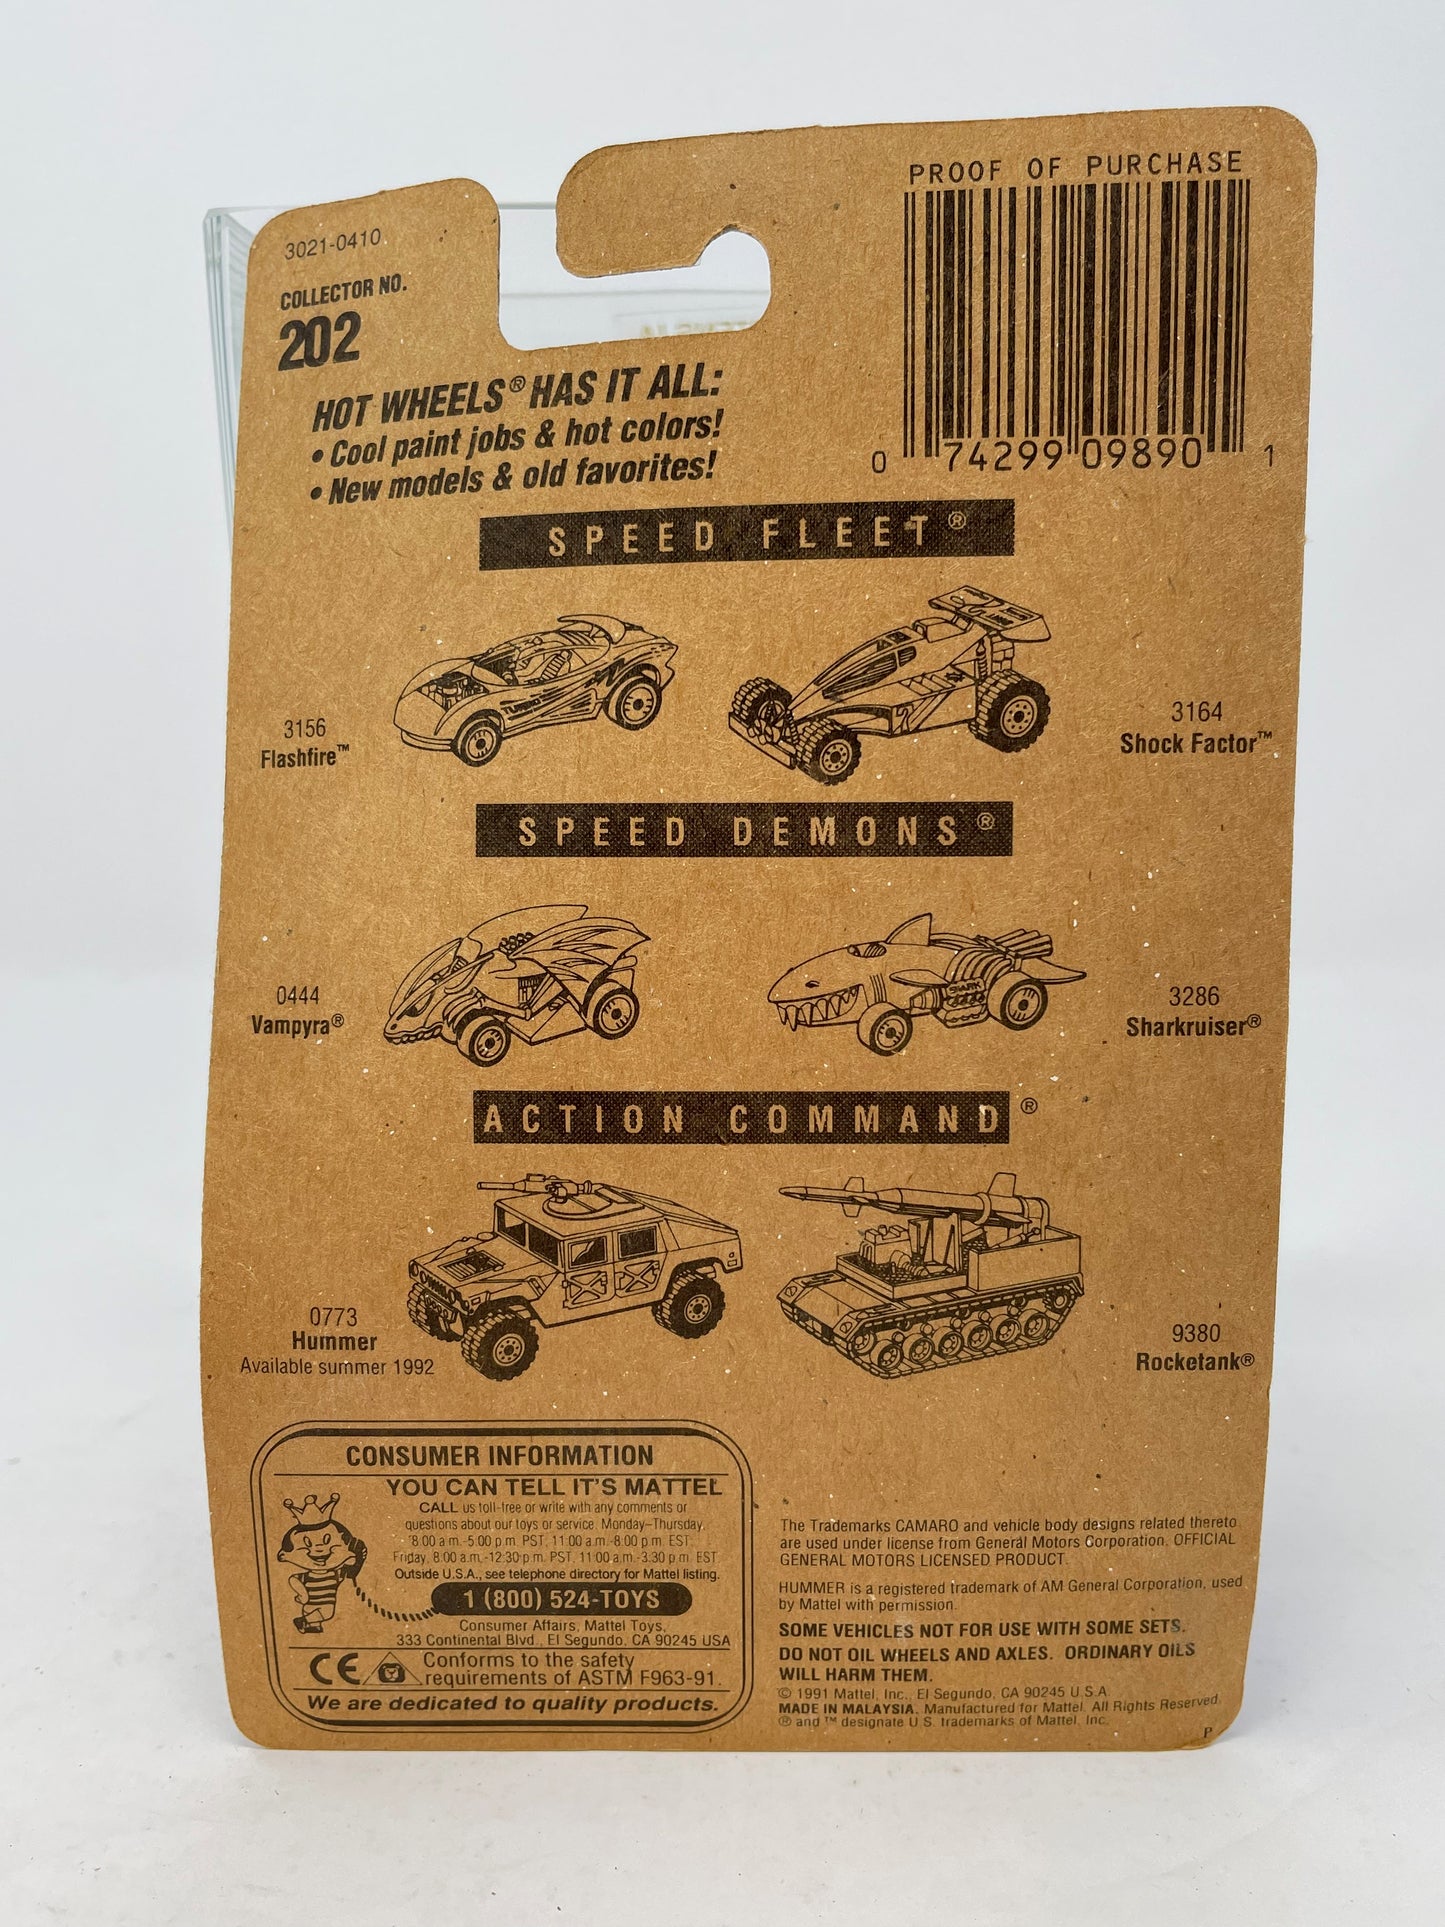 3021-0410
COLLECTOR NO.
202
PROOF OF PURCHASE
0 74299 09890 1
HOT WHEELS® HAS IT ALL:
• Cool paint jobs & hot colors!
• New models & old favorites!
SPEED FLEET®
TURBO
2
3156
Flashfire™
3164
Shock Factor™
SPEED DEMONS®
0444
Vampyra®
SHARK
3286
Sharkruiser®
ACTION COMMAND®
0773
Hummer
Available summer 1992
9380
Rocketank®
CONSUMER INFORMATION
YOU CAN TELL IT'S MATTEL
CALL us toll-free or write with any comments or
questions about our toys or service. Monday–Thursday,
8:00 a.m.-5:00 p.m. PST, 11:00 a.m.-8:00 p.m. EST;
Friday, 8:00 a.m.-12:30 p.m. PST, 11:00 a.m.-3:30 p.m. EST.
Outside U.S.A., see telephone directory for Mattel listing.
1 (800) 524-TOYS
Consumer Affairs, Mattel Toys,
333 Continental Blvd., El Segundo, CA 90245 USA
CE
Conforms to the safety
requirements of ASTM F963-91.
We are dedicated to quality products.
The Trademarks CAMARO and vehicle body designs related thereto
are used under license from General Motors Corporation. OFFICIAL
GENERAL MOTORS LICENSED PRODUCT.
HUMMER is a registered trademark of AM General Corporation, used
by Mattel with permission.
SOME VEHICLES NOT FOR USE WITH SOME SETS.
DO NOT OIL WHEELS AND AXLES. ORDINARY OILS
WILL HARM THEM.
© 1991 Mattel, Inc., El Segundo, CA 90245 U.S.A.
MADE IN MALAYSIA. Manufactured for Mattel. All Rights Reserved.
® and ™ designate U.S. trademarks of Mattel, Inc.
P